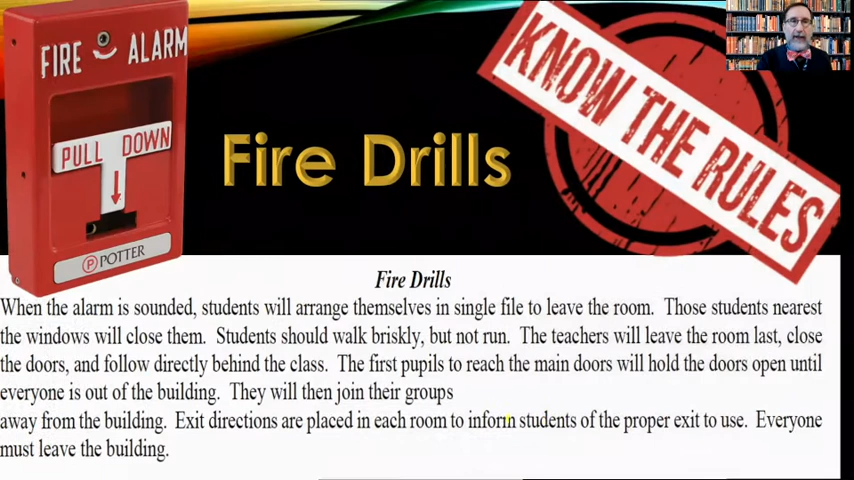 FIRE ALARM
PULL DOWN
POTTER
Fire Drills
KNOW THE RULES
Fire Drills
When the alarm is sounded, students will arrange themselves in single file to leave the room. Those students nearest
the windows will close them. Students should walk briskly, but not run. The teachers will leave the room last, close
the doors, and follow directly behind the class. The first pupils to reach the main doors will hold the doors open until
everyone is out of the building. They will then join their groups
away from the building. Exit directions are placed in each room to inform students of the proper exit to use. Everyone
must leave the building.